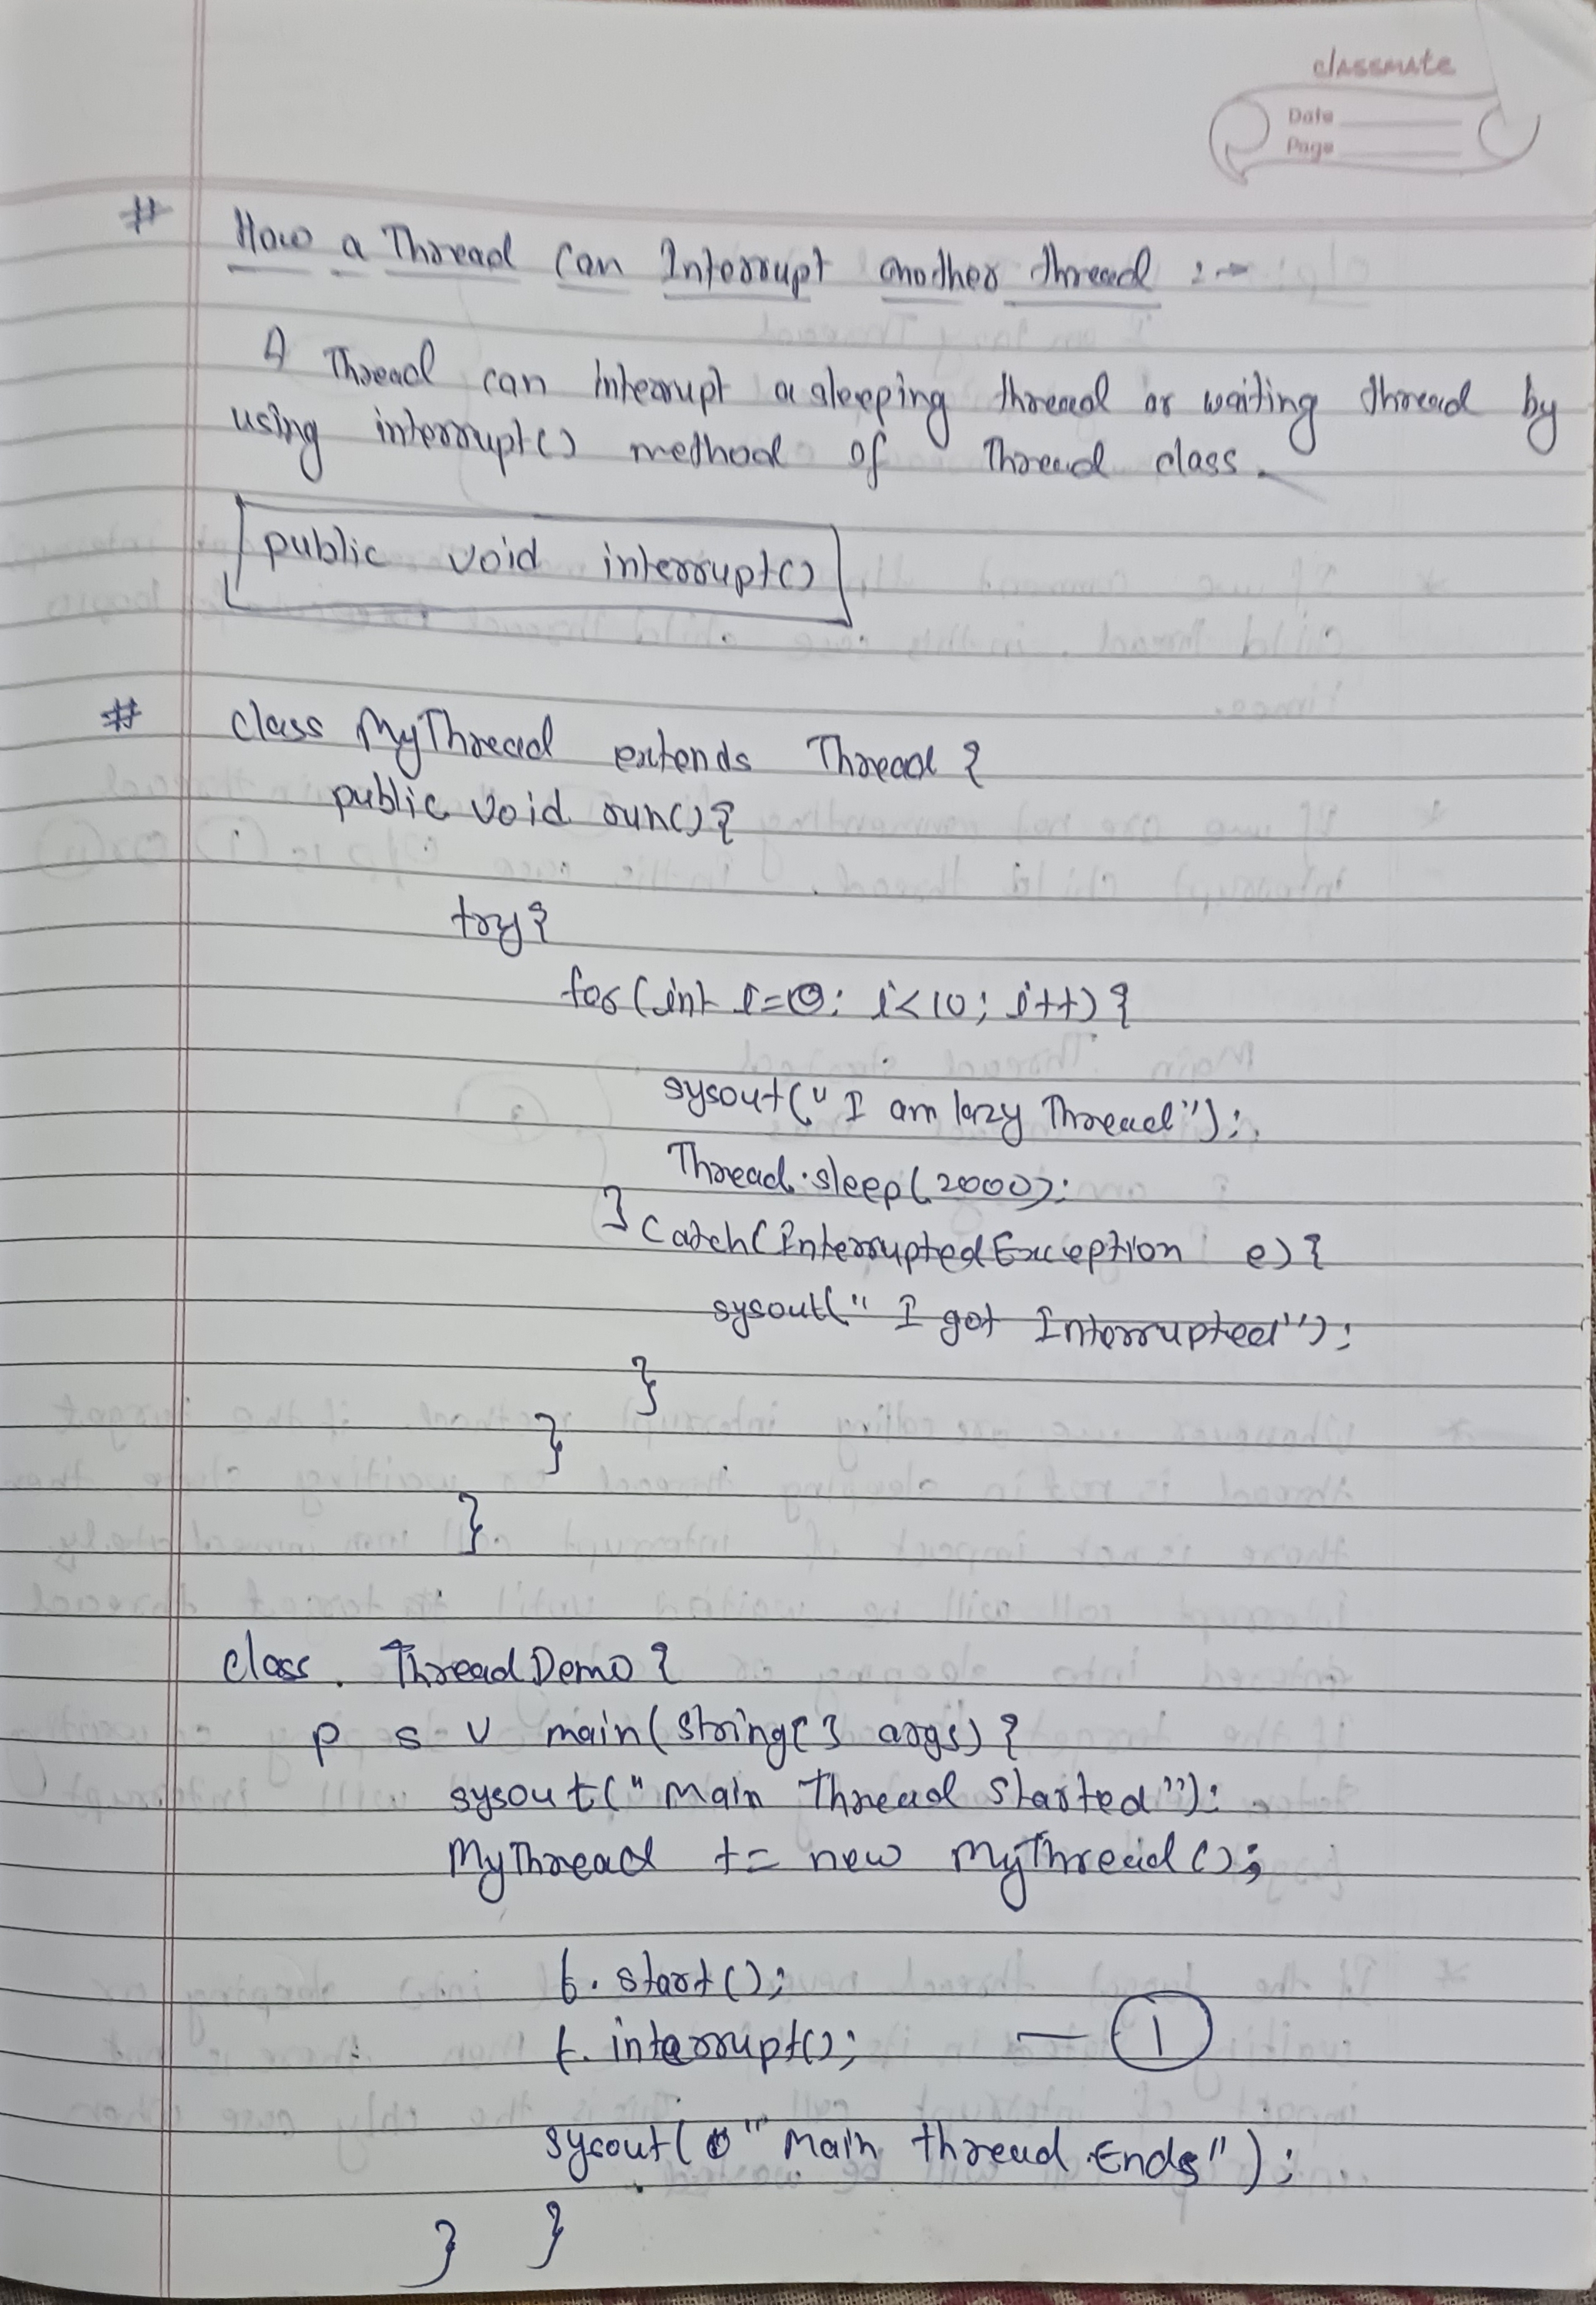 classmate
Date
Page
# How a Thread can Interrupt another thread :-
A Thread can interrupt a sleeping thread or waiting thread by
using interrupt() method of Thread class.
public void interrupt()
# class MyThread extends Thread {
public void run() {
try {
for (int i=0; i<10; i++) {
sysout("I am lazy Thread");
Thread.sleep(2000);
} catch(InterruptedException e) {
sysout(" I got Interrupted");
}
}
}
class ThreadDemo {
p s v main(String[] args) {
sysout("Main Thread Started");
MyThread t = new MyThread();
t.start();
t.interrupt(); — 1
sysout("Main thread Ends");
} }